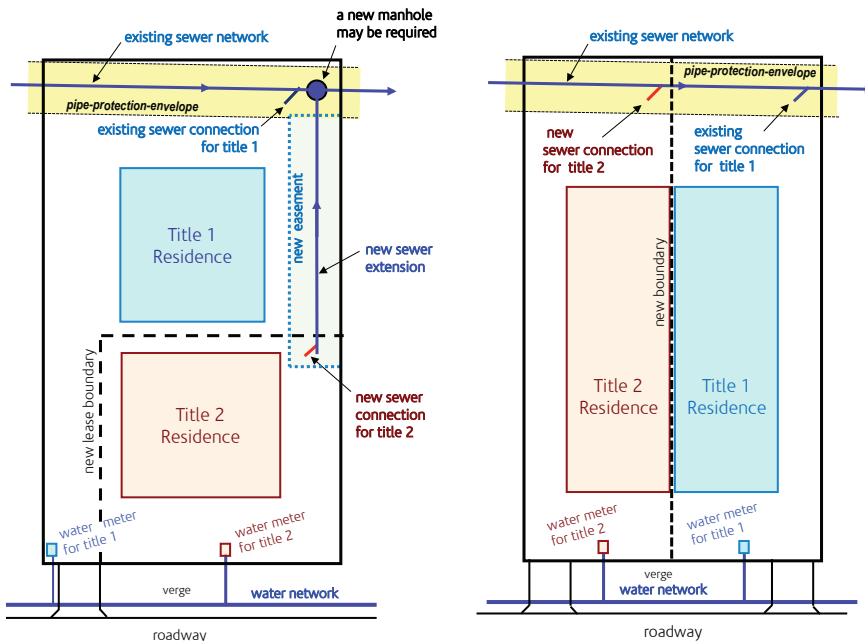 a new manhole
may be required
existing sewer network
pipe-protection-envelope
existing sewer connection
for title 1
new easement
Title 1
Residence
new sewer
extension
new lease boundary
Title 2
Residence
new sewer
connection
for title 2
water meter
for title 1
water meter
for title 2
verge
water network
roadway
existing sewer network
pipe-protection-envelope
new
sewer connection
for title 2
existing
sewer connection
for title 1
new boundary
Title 2
Residence
Title 1
Residence
water meter
for title 2
water meter
for title 1
verge
water network
roadway